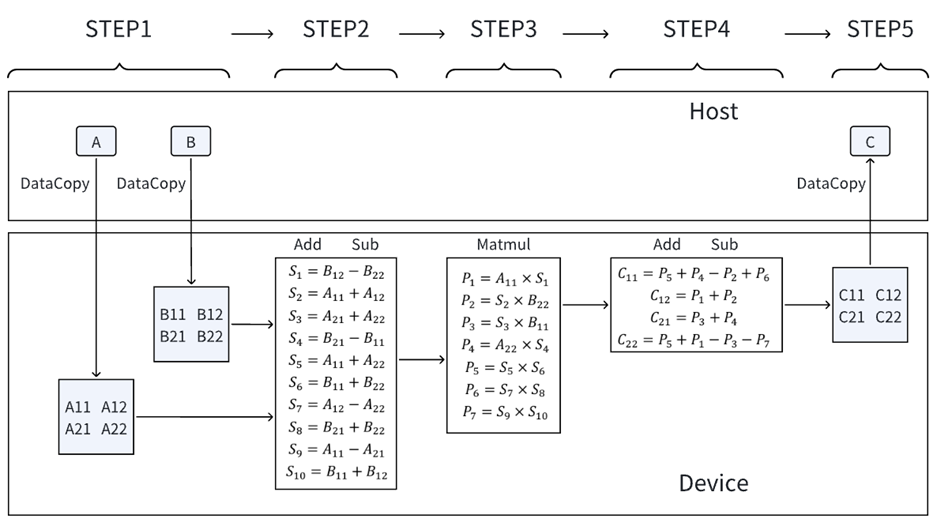 STEP1 → STEP2 → STEP3 → STEP4 → STEP5
Host
A
B
C
DataCopy
DataCopy
DataCopy
Device
B11 B12
B21 B22
A11 A12
A21 A22
Add Sub
S₁ = B₁₂ − B₂₂
S₂ = A₁₁ + A₁₂
S₃ = A₂₁ + A₂₂
S₄ = B₂₁ − B₁₁
S₅ = A₁₁ + A₂₂
S₆ = B₁₁ + B₂₂
S₇ = A₁₂ − A₂₂
S₈ = B₂₁ + B₂₂
S₉ = A₁₁ − A₂₁
S₁₀ = B₁₁ + B₁₂
Matmul
P₁ = A₁₁ × S₁
P₂ = S₂ × B₂₂
P₃ = S₃ × B₁₁
P₄ = A₂₂ × S₄
P₅ = S₅ × S₆
P₆ = S₇ × S₈
P₇ = S₉ × S₁₀
Add Sub
C₁₁ = P₅ + P₄ − P₂ + P₆
C₁₂ = P₁ + P₂
C₂₁ = P₃ + P₄
C₂₂ = P₅ + P₁ − P₃ − P₇
C11 C12
C21 C22